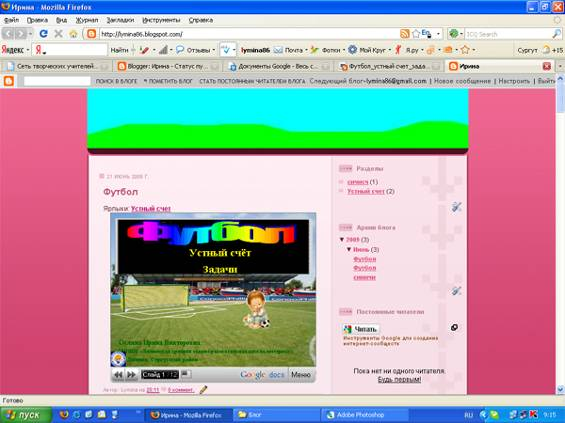 Ирина - Mozilla Firefox
Файл Правка Вид Журнал Закладки Инструменты Справка
http://lymina86.blogspot.com/
ICQ Search
Яндекс Я. Найти Отзывы lymina86 Почта Фотки Мой Круг Я.ру Сургут +15
Сеть творческих учителей... Blogger: Ирина - Статус пу... Документы Google - Весь с... Футбол_устный счет_зада... Ирина
ПОИСК В БЛОГЕ ПОМЕТИТЬ БЛОГ СТАТЬ ПОСТОЯННЫМ ЧИТАТЕЛЕМ БЛОГА Следующий блог» lymina86@gmail.com | Новое сообщение | Настроить | Выйти
21 ИЮНЬ 2009 Г.
Футбол
Ярлыки: Устный счет
Футбол
Устный счёт
Задачи
Ирина Викторовна
Слайд 1 12 Google docs Меню
Автор: Lymina на 20:11 0 коммент.
Разделы
(1)
Устный счет (2)
Архив блога
▼ 2009 (3)
▼ Июнь (3)
Футбол
Футбол
Постоянные читатели
Читать
Инструменты Google для создания
интернет-сообществ
Пока нет ни одного читателя.
Будь первым!
Готово
пуск Ирина - Mozilla Firefox Блог Adobe Photoshop RU 9:15